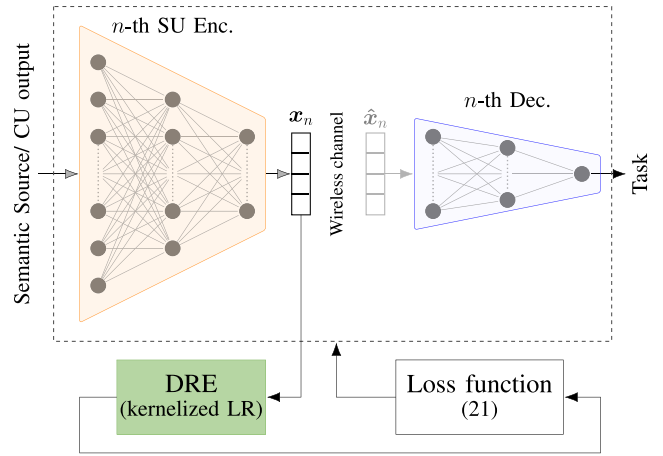 n-th SU Enc.
Semantic Source/ CU output
x_n
Wireless channel
x̂_n
n-th Dec.
Task
DRE
(kernelized LR)
Loss function
(21)